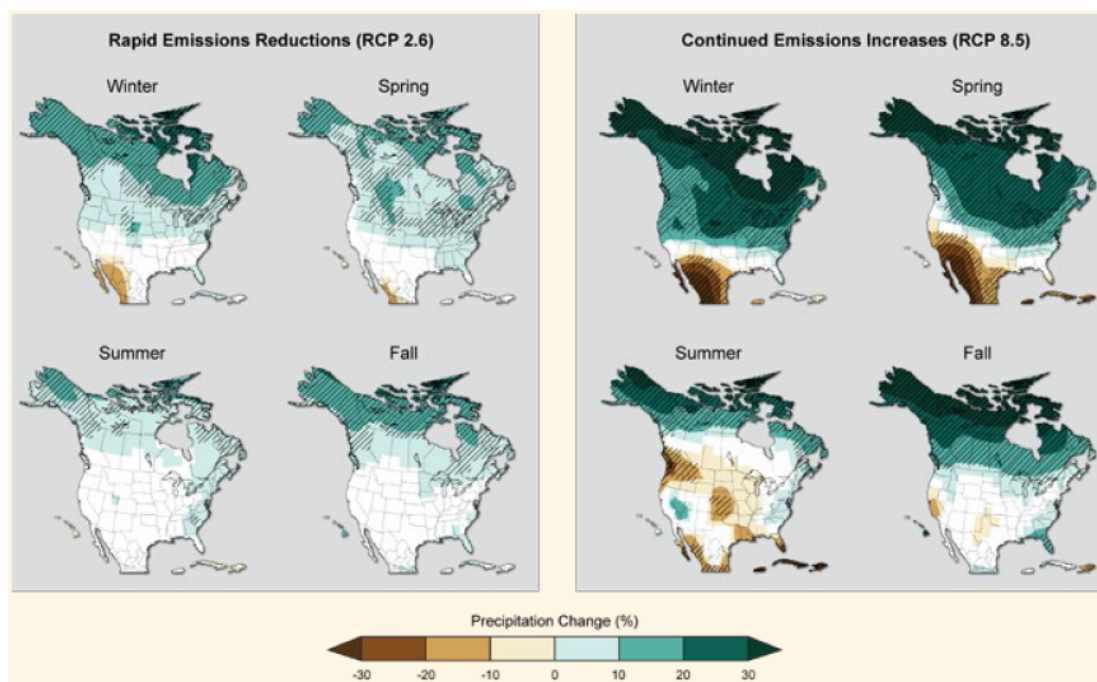 Rapid Emissions Reductions (RCP 2.6)
Winter
Spring
Summer
Fall
Continued Emissions Increases (RCP 8.5)
Winter
Spring
Summer
Fall
Precipitation Change (%)
-30 -20 -10 0 10 20 30